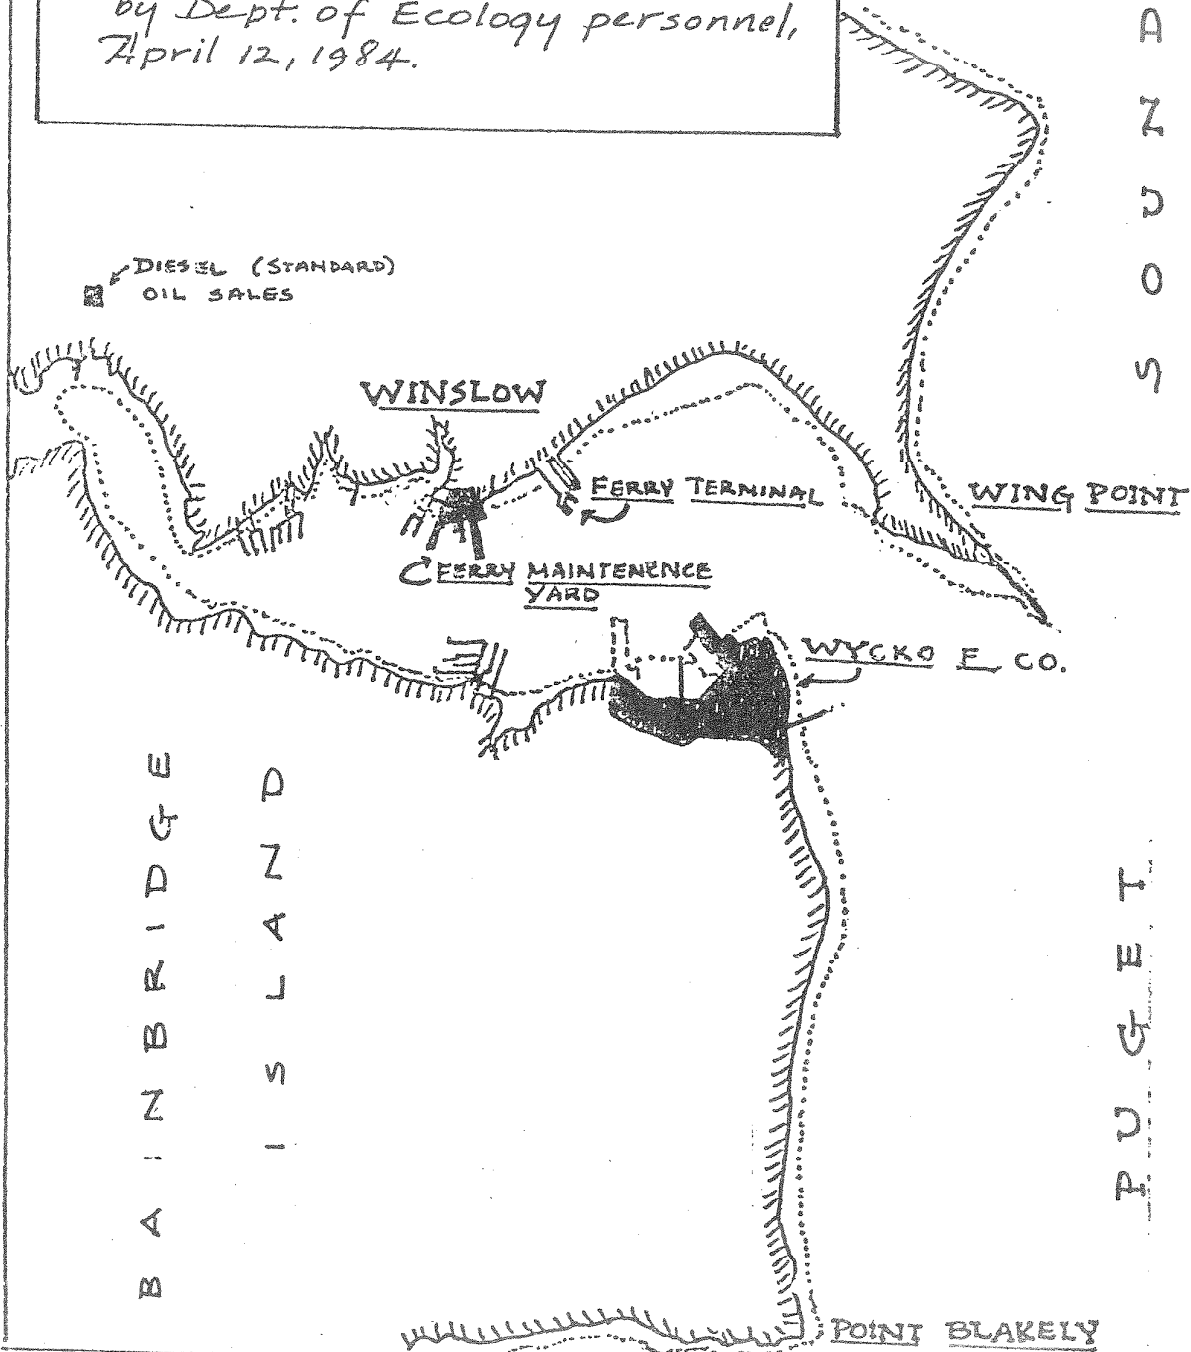 by Dept. of Ecology personnel,
April 12, 1984.
DIESEL (STANDARD)
OIL SALES
WINSLOW
FERRY TERMINAL
WING POINT
FERRY MAINTENENCE
YARD
WYCKO F CO.
BAINBRIDGE
ISLAND
PUGET
SOUND
POINT BLAKELY